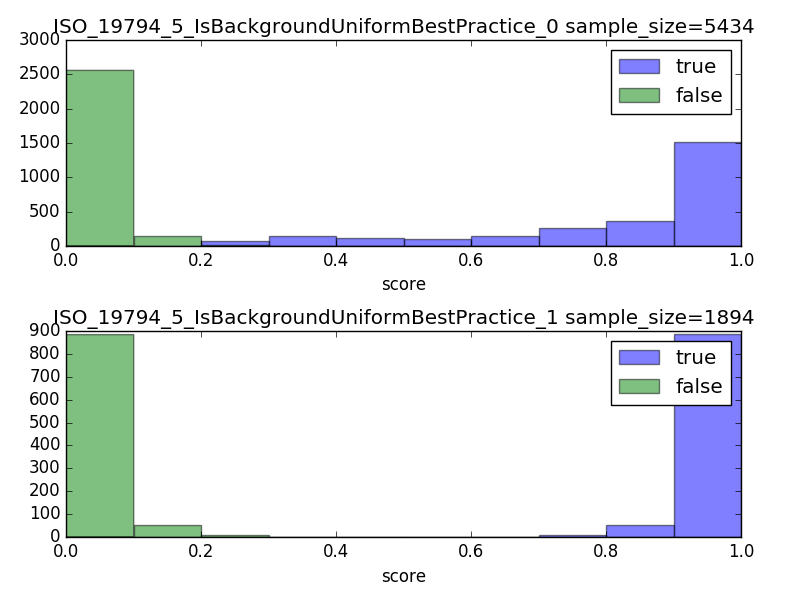 ISO_19794_5_IsBackgroundUniformBestPractice_0 sample_size=5434
3000
2500
2000
1500
1000
500
0
true
false
0.0 0.2 0.4 0.6 0.8 1.0
score
ISO_19794_5_IsBackgroundUniformBestPractice_1 sample_size=1894
900
800
700
600
500
400
300
200
100
0
true
false
0.0 0.2 0.4 0.6 0.8 1.0
score